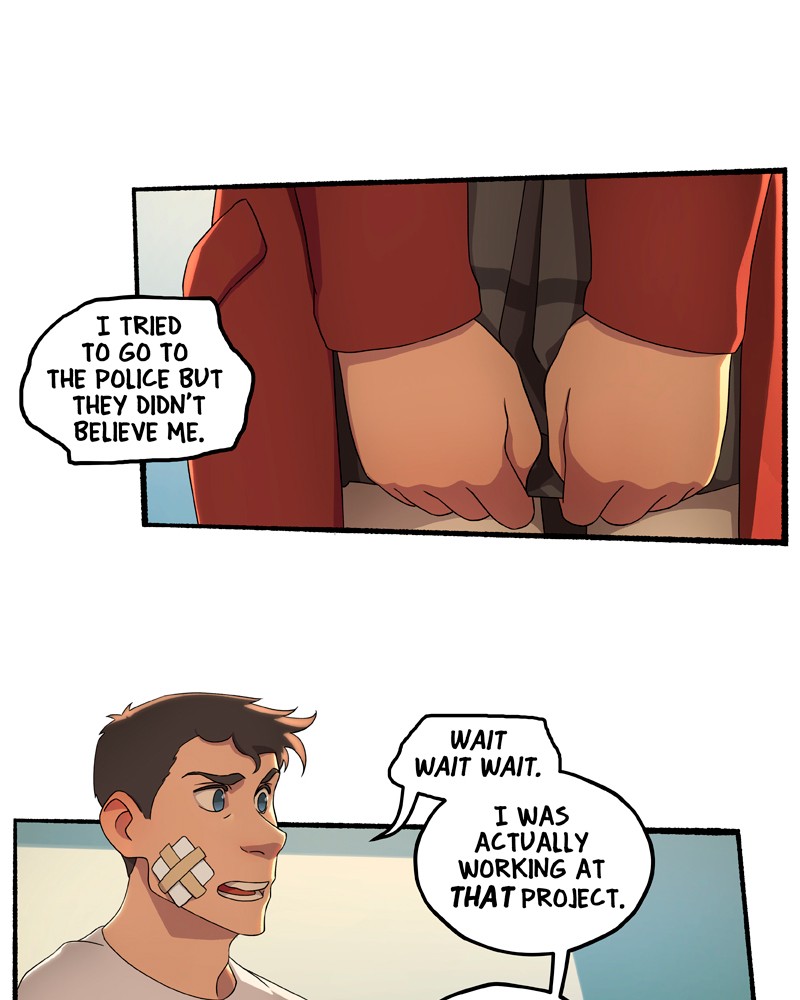 I TRIED
TO GO TO
THE POLICE BUT
THEY DIDN'T
BELIEVE ME.
WAIT
WAIT WAIT.
I WAS
ACTUALLY
WORKING AT
THAT PROJECT.